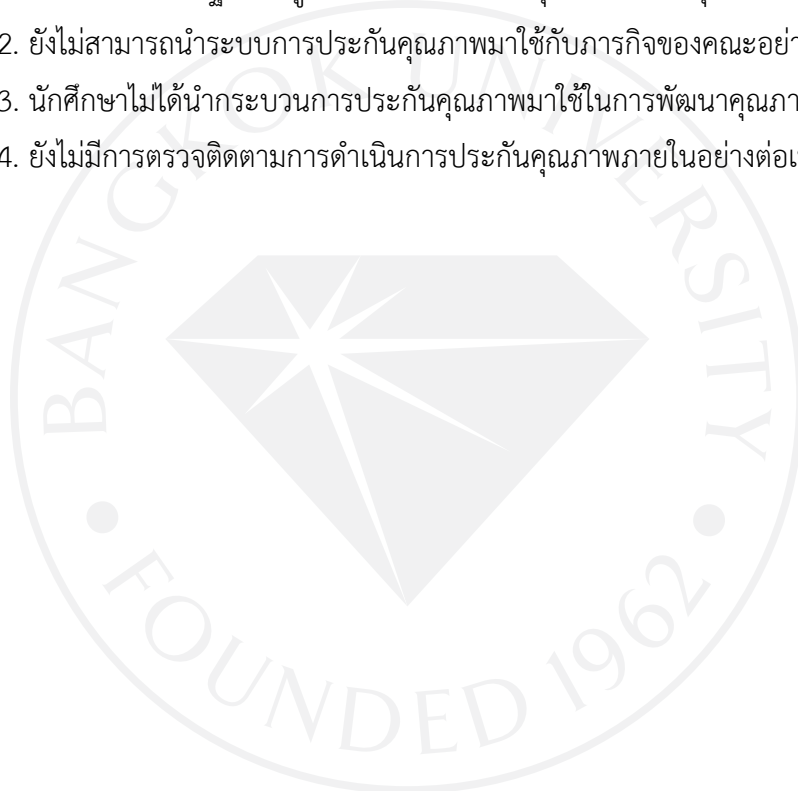 2. ยังไม่สามารถนำระบบการประกันคุณภาพมาใช้กับภารกิจของคณะอย่า
3. นักศึกษาไม่ได้นำกระบวนการประกันคุณภาพมาใช้ในการพัฒนาคุณภา
4. ยังไม่มีการตรวจติดตามการดำเนินการประกันคุณภาพภายในอย่างต่อเ
BANGKOK UNIVERSITY
FOUNDED 1962